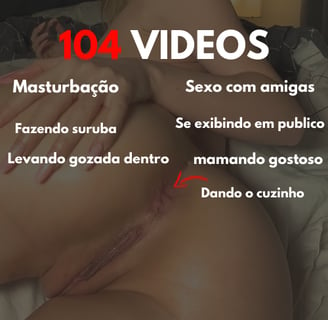 104 VIDEOS
Masturbação
Sexo com amigas
Fazendo suruba
Se exibindo em publico
Levando gozada dentro
mamando gostoso
Dando o cuzinho